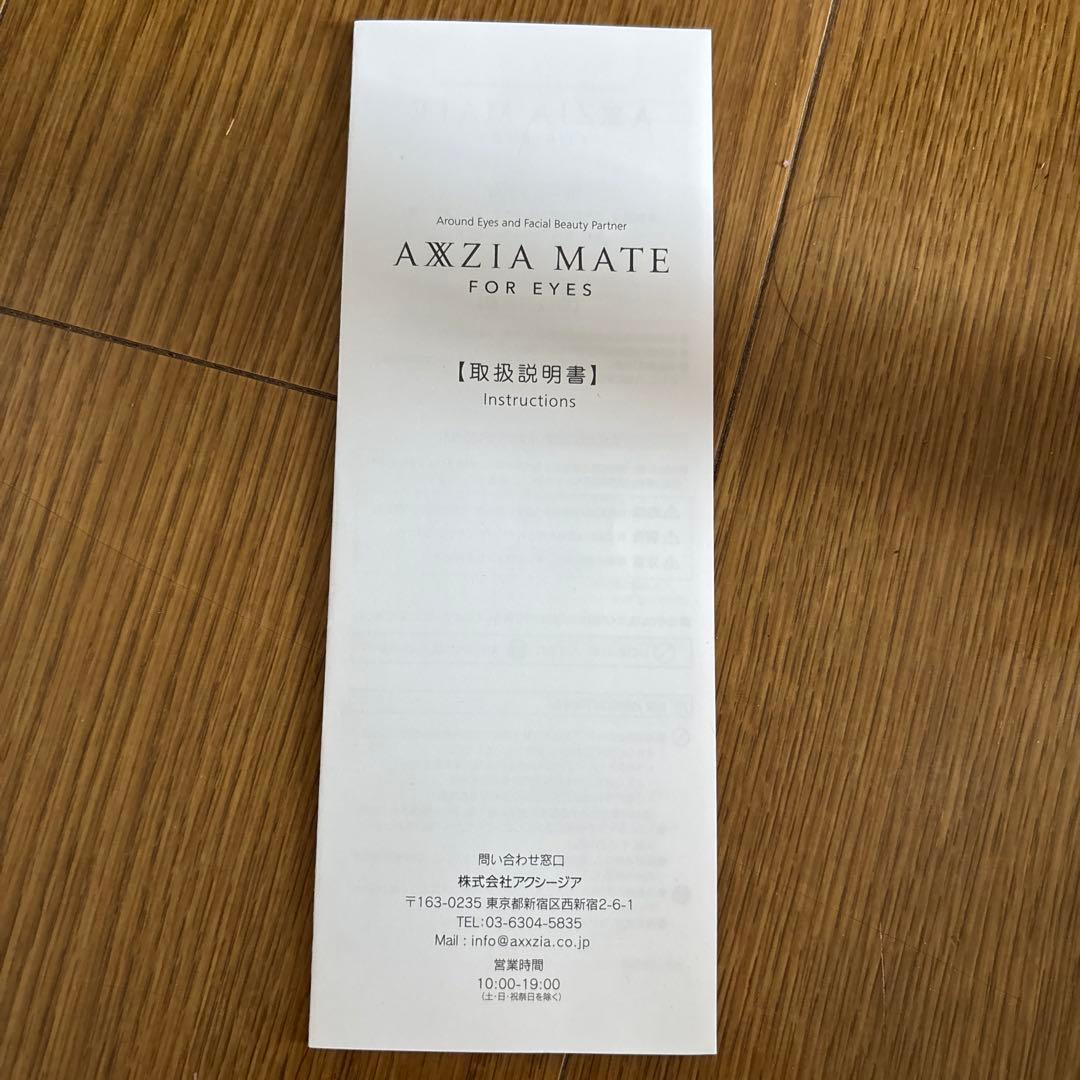 Around Eyes and Facial Beauty Partner
AXXZIA MATE
FOR EYES
【取扱説明書】
Instructions
問い合わせ窓口
株式会社アクシージア
〒163-0235 東京都新宿区西新宿2-6-1
TEL:03-6304-5835
Mail : info@axxzia.co.jp
営業時間
10:00-19:00
(土・日・祝祭日を除く)